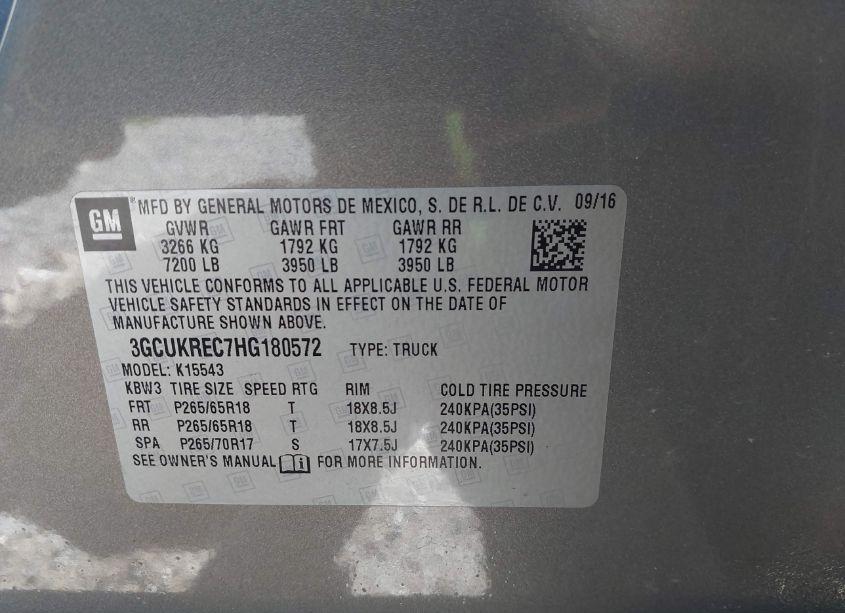 GM ® MFD BY GENERAL MOTORS DE MEXICO, S. DE R.L. DE C.V. 09/16
GVWR GAWR FRT GAWR RR
3266 KG 1792 KG 1792 KG
7200 LB 3950 LB 3950 LB
THIS VEHICLE CONFORMS TO ALL APPLICABLE U.S. FEDERAL MOTOR
VEHICLE SAFETY STANDARDS IN EFFECT ON THE DATE OF
MANUFACTURE SHOWN ABOVE.
3GCUKREC7HG180572 TYPE: TRUCK
MODEL: K15543
KBW3 TIRE SIZE SPEED RTG RIM COLD TIRE PRESSURE
FRT P265/65R18 T 18X8.5J 240KPA(35PSI)
RR P265/65R18 T 18X8.5J 240KPA(35PSI)
SPA P265/70R17 S 17X7.5J 240KPA(35PSI)
SEE OWNER'S MANUAL i FOR MORE INFORMATION.